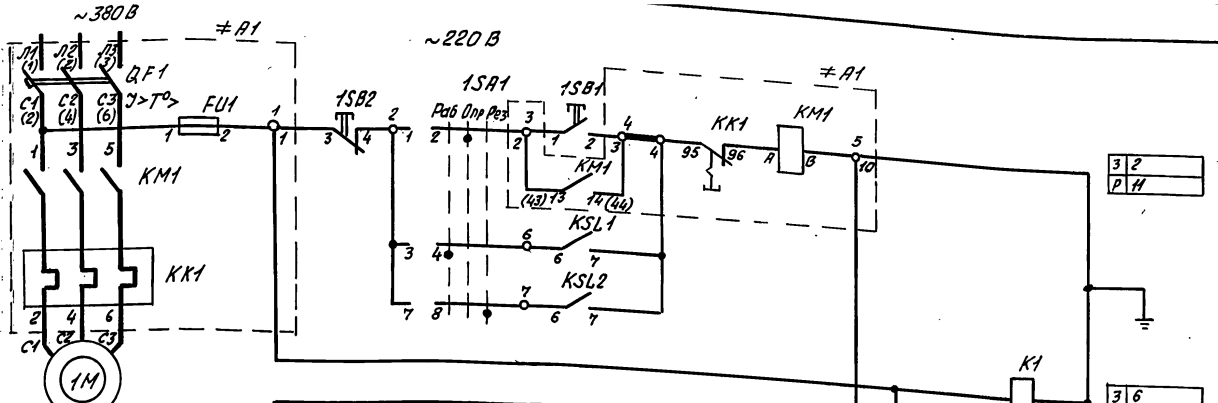 ~380 В
≠А1
~220 В
Л1 Л2 Л3
(1) (2) (3)
QF1
С1 С2 С3
(2) (4) (6)
J>T°>
FU1
1 2
1
1
1SB2
3 4
2
1
1SA1
Раб Опр Рез
2
3
2
1SB1
1 2
4
3
4
≠А1
КК1
95 96
КМ1
А В
5
10
3 2
Р 11
1 3 5
КМ1
КМ1
(43) 13 14 (44)
KSL1
3 4 6 6 7
KSL2
7 8 7 6 7
КК1
2 4 6
С1 С2 С3
1М
К1
3 6